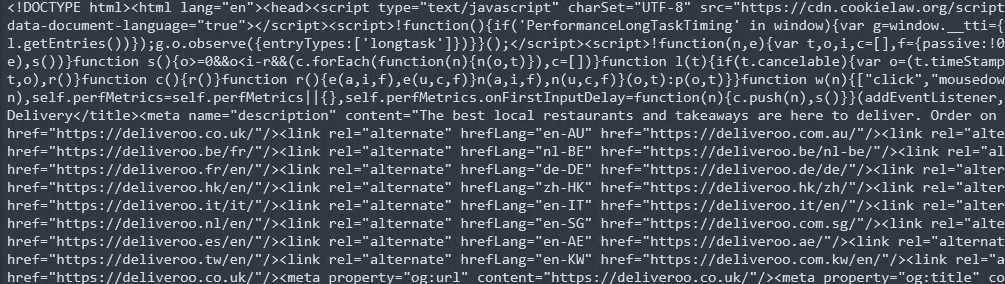 <!DOCTYPE html><html lang="en"><head><script type="text/javascript" charSet="UTF-8" src="https://cdn.cookielaw.org/script
data-document-language="true"></script><script>!function(){if('PerformanceLongTaskTiming' in window){var g=window.__tti={
l.getEntries())});g.o.observe({entryTypes:['longtask']})}}();</script><script>!function(n,e){var t,o,i,c=[],f={passive:!0
e),s())}function s(){o>=0&&o<i-r&&(c.forEach(function(n){n(o,t)}),c=[])}function l(t){if(t.cancelable){var o=(t.timeStamp
t,o),r()}function c(){r()}function r(){e(a,i,f),e(u,c,f)}n(a,i,f),n(u,c,f)}(o,t):p(o,t)}}function w(n){["click","mousedow
n),self.perfMetrics=self.perfMetrics||{},self.perfMetrics.onFirstInputDelay=function(n){c.push(n),s()}}(addEventListener,
Delivery</title><meta name="description" content="The best local restaurants and takeaways are here to deliver. Order on
href="https://deliveroo.co.uk/"/><link rel="alternate" hrefLang="en-AU" href="https://deliveroo.com.au/"/><link rel="alte
href="https://deliveroo.be/fr/"/><link rel="alternate" hrefLang="nl-BE" href="https://deliveroo.be/nl-be/"/><link rel="al
href="https://deliveroo.fr/en/"/><link rel="alternate" hrefLang="de-DE" href="https://deliveroo.de/de/"/><link rel="alter
href="https://deliveroo.hk/en/"/><link rel="alternate" hrefLang="zh-HK" href="https://deliveroo.hk/zh/"/><link rel="alter
href="https://deliveroo.it/it/"/><link rel="alternate" hrefLang="en-IT" href="https://deliveroo.it/en/"/><link rel="alter
href="https://deliveroo.nl/en/"/><link rel="alternate" hrefLang="en-SG" href="https://deliveroo.com.sg/"/><link rel="alte
href="https://deliveroo.es/en/"/><link rel="alternate" hrefLang="en-AE" href="https://deliveroo.ae/"/><link rel="alternat
href="https://deliveroo.tw/en/"/><link rel="alternate" hrefLang="en-KW" href="https://deliveroo.com.kw/en/"/><link rel="a
href="https://deliveroo.co.uk/"/><meta property="og:url" content="https://deliveroo.co.uk/"/><meta property="og:title" co